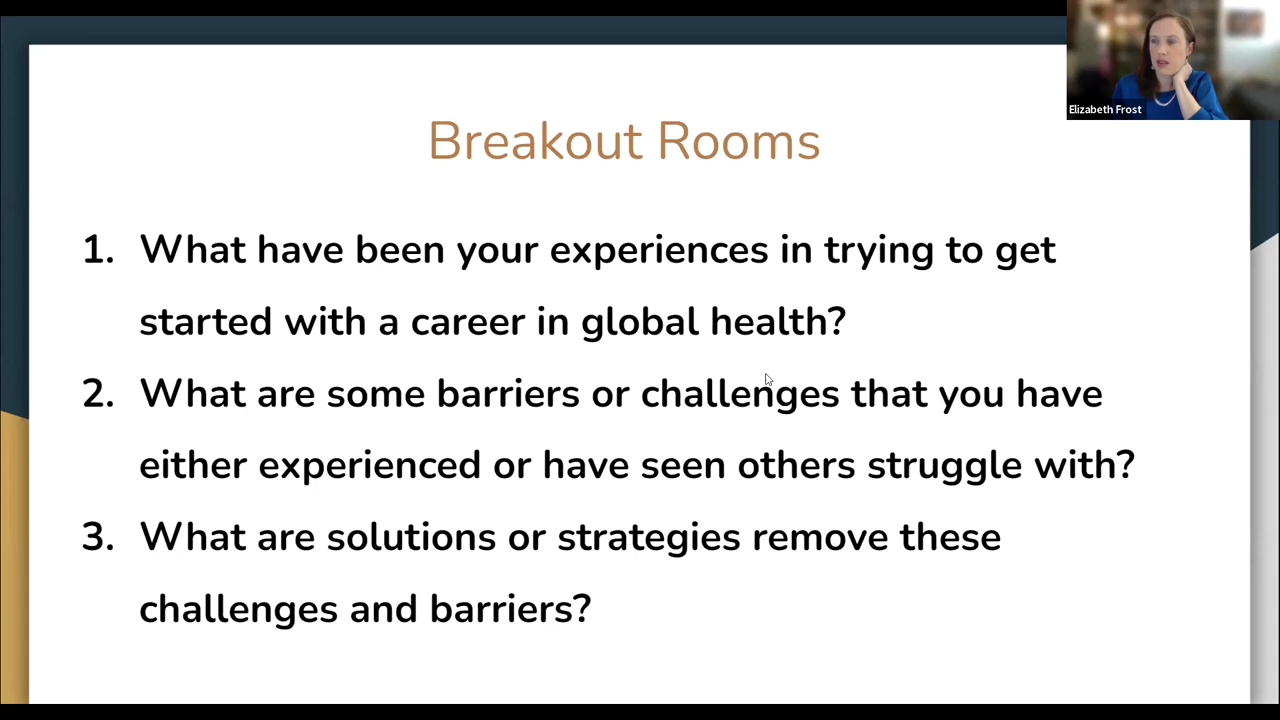 Elizabeth Frost
Breakout Rooms
1. What have been your experiences in trying to get
started with a career in global health?
2. What are some barriers or challenges that you have
either experienced or have seen others struggle with?
3. What are solutions or strategies remove these
challenges and barriers?